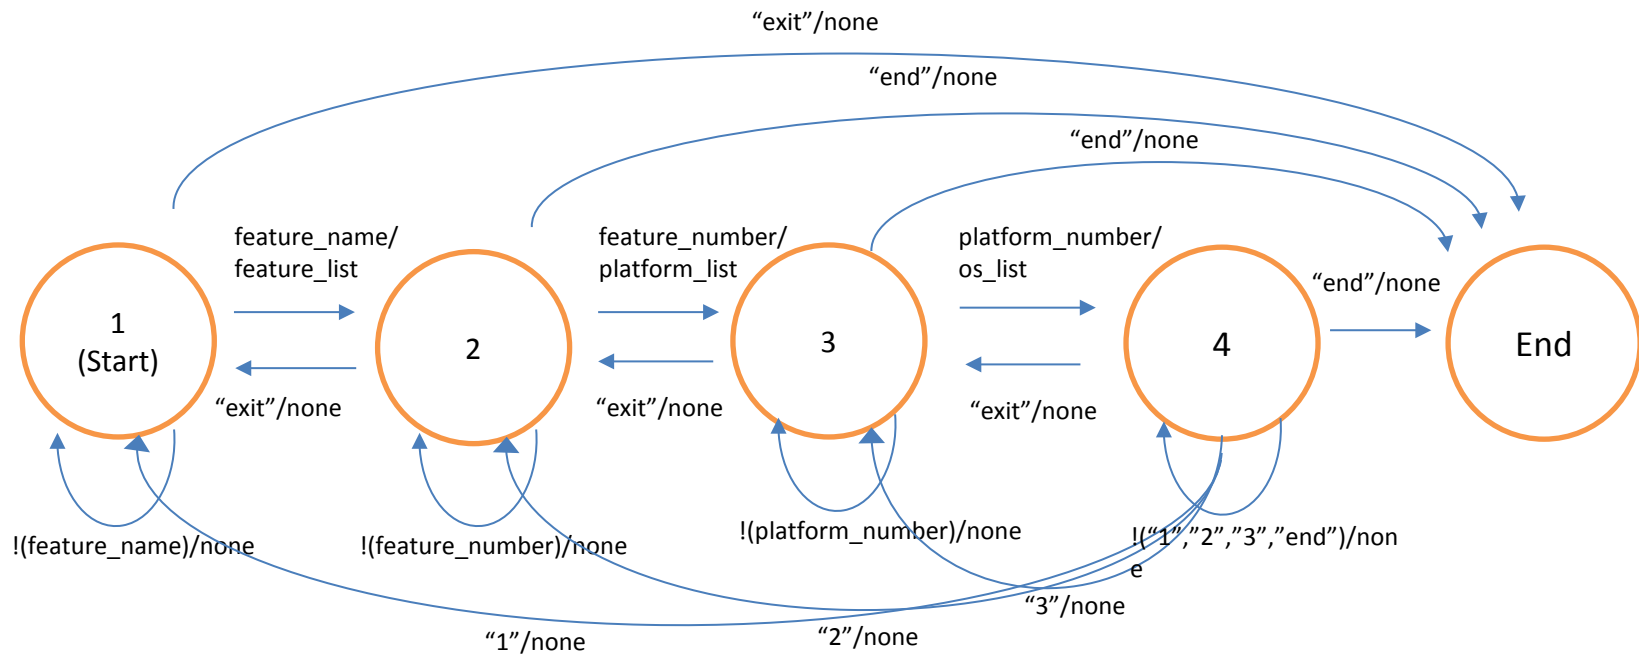 “exit”/none
“end”/none
“end”/none
feature_name/
feature_list
feature_number/
platform_list
platform_number/
os_list
“end”/none
1
(Start)
2
3
4
End
“exit”/none
“exit”/none
“exit”/none
!(feature_name)/none
!(feature_number)/none
!(platform_number)/none
!(“1”,”2”,”3”,”end”)/non
e
“3”/none
“1”/none
“2”/none